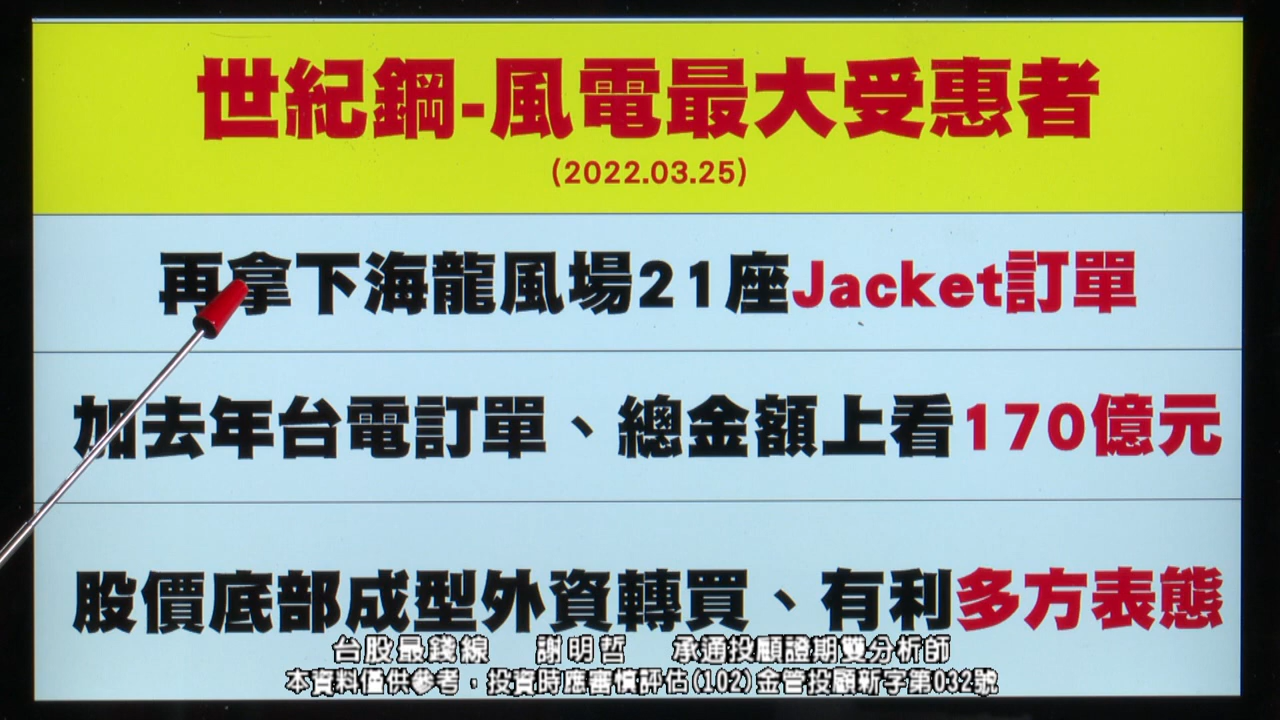 世紀鋼-風電最大受惠者
(2022.03.25)
再拿下海龍風場21座Jacket訂單
加去年台電訂單、總金額上看170億元
股價底部成型外資轉買、有利多方表態
台股最錢線 謝明哲 承通投顧證期雙分析師
本資料僅供參考，投資時應審慎評估(102)金管投顧新字第032號